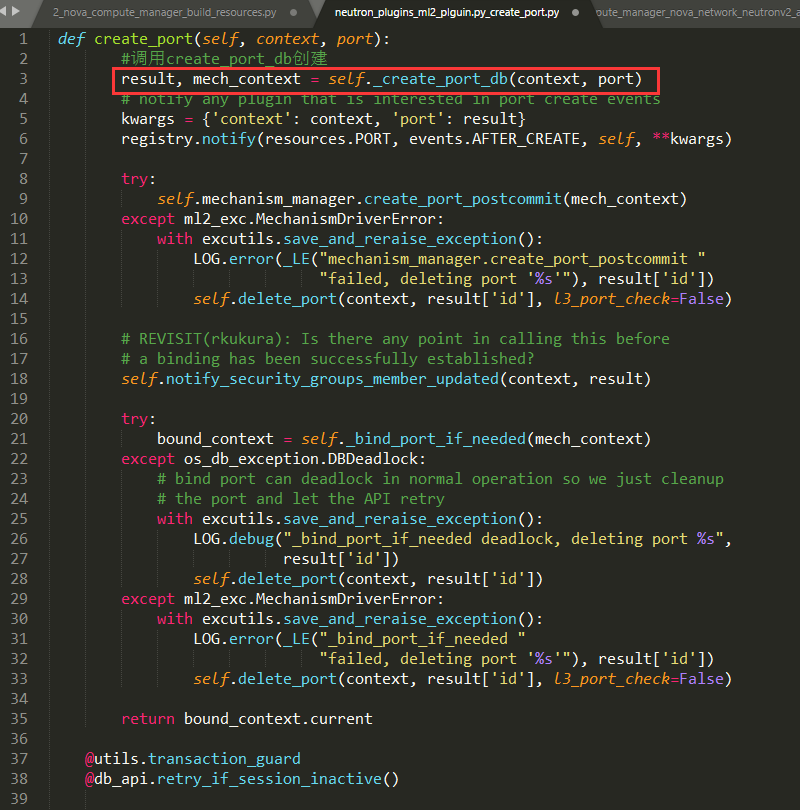 2_nova_compute_manager_build_resources.py
neutron_plugins_ml2_plguin.py_create_port.py
pute_manager_nova_network_neutronv2_a
1 def create_port(self, context, port):
2 #调用create_port_db创建
3 result, mech_context = self._create_port_db(context, port)
4 # notify any plugin that is interested in port create events
5 kwargs = {'context': context, 'port': result}
6 registry.notify(resources.PORT, events.AFTER_CREATE, self, **kwargs)
7
8 try:
9 self.mechanism_manager.create_port_postcommit(mech_context)
10 except ml2_exc.MechanismDriverError:
11 with excutils.save_and_reraise_exception():
12 LOG.error(_LE("mechanism_manager.create_port_postcommit "
13 "failed, deleting port '%s'"), result['id'])
14 self.delete_port(context, result['id'], l3_port_check=False)
15
16 # REVISIT(rkukura): Is there any point in calling this before
17 # a binding has been successfully established?
18 self.notify_security_groups_member_updated(context, result)
19
20 try:
21 bound_context = self._bind_port_if_needed(mech_context)
22 except os_db_exception.DBDeadlock:
23 # bind port can deadlock in normal operation so we just cleanup
24 # the port and let the API retry
25 with excutils.save_and_reraise_exception():
26 LOG.debug("_bind_port_if_needed deadlock, deleting port %s",
27 result['id'])
28 self.delete_port(context, result['id'])
29 except ml2_exc.MechanismDriverError:
30 with excutils.save_and_reraise_exception():
31 LOG.error(_LE("_bind_port_if_needed "
32 "failed, deleting port '%s'"), result['id'])
33 self.delete_port(context, result['id'], l3_port_check=False)
34
35 return bound_context.current
36
37 @utils.transaction_guard
38 @db_api.retry_if_session_inactive()
39